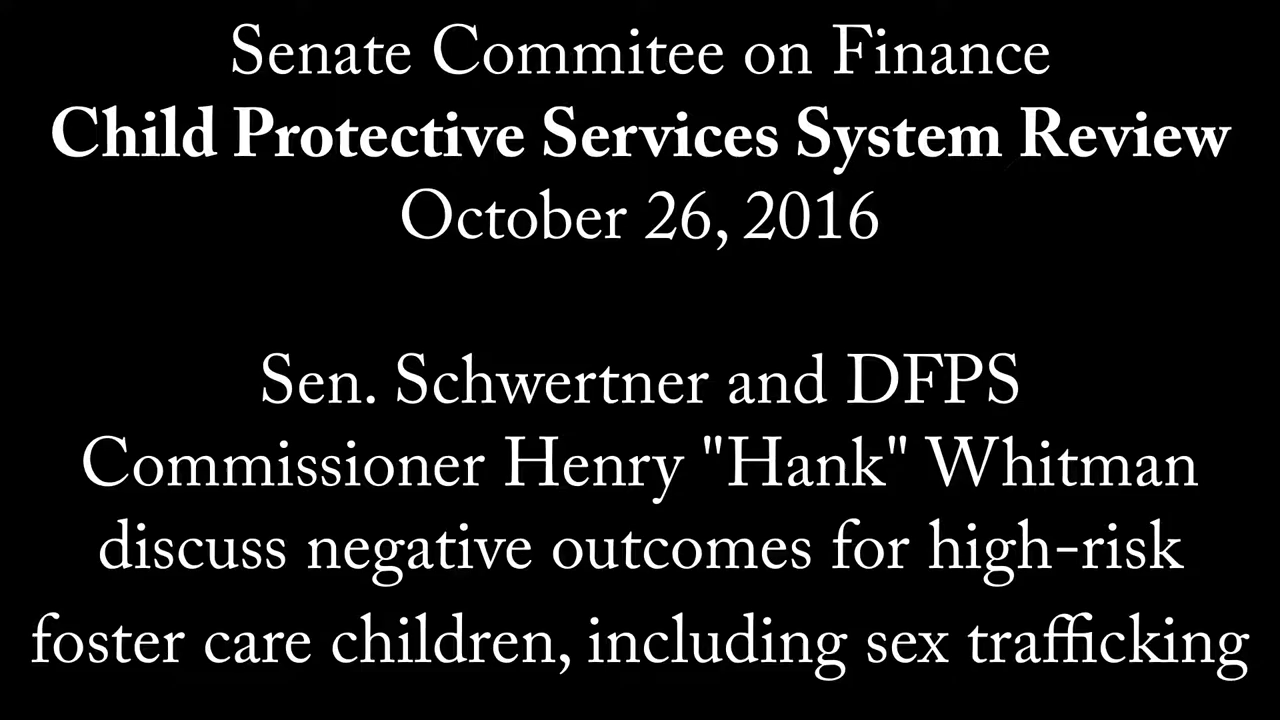 Senate Commitee on Finance
Child Protective Services System Review
October 26, 2016
Sen. Schwertner and DFPS
Commissioner Henry "Hank" Whitman
discuss negative outcomes for high-risk
foster care children, including sex trafficking